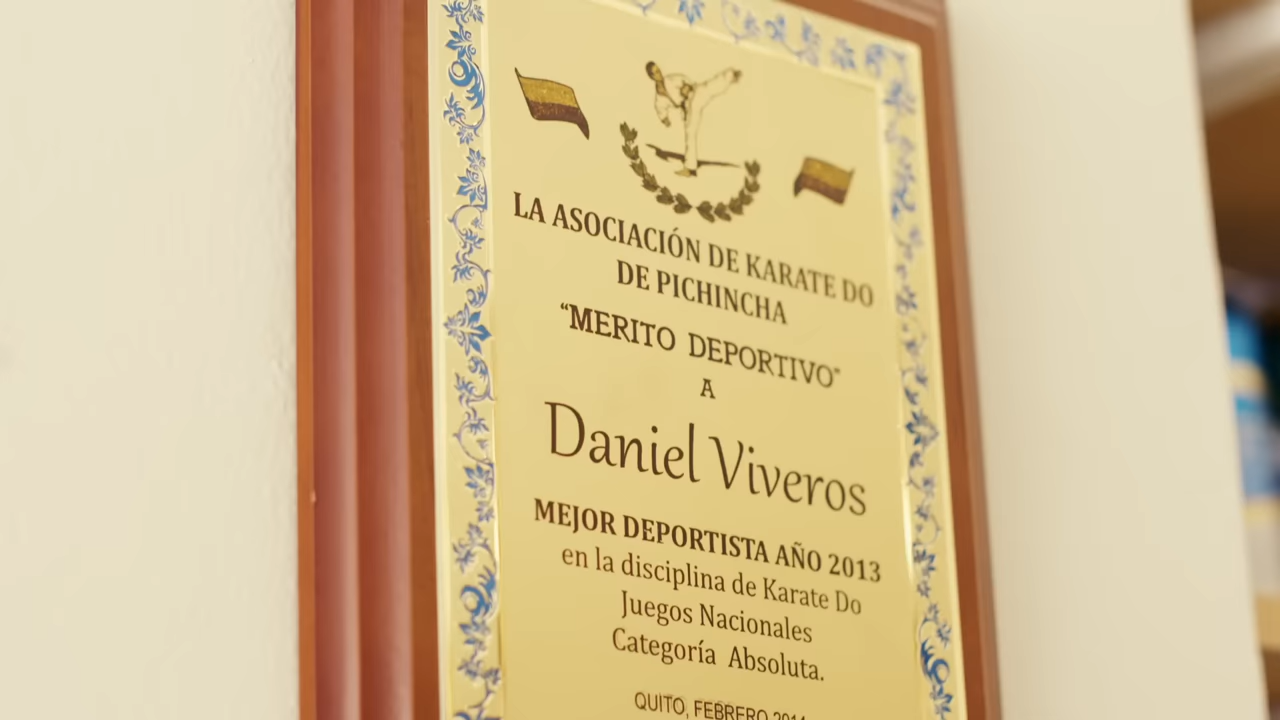 LA ASOCIACIÓN DE KARATE DO
DE PICHINCHA
“MERITO DEPORTIVO”
A
Daniel Viveros
MEJOR DEPORTISTA AÑO 2013
en la disciplina de Karate Do
Juegos Nacionales
Categoría Absoluta.
QUITO, FEBRERO 2014